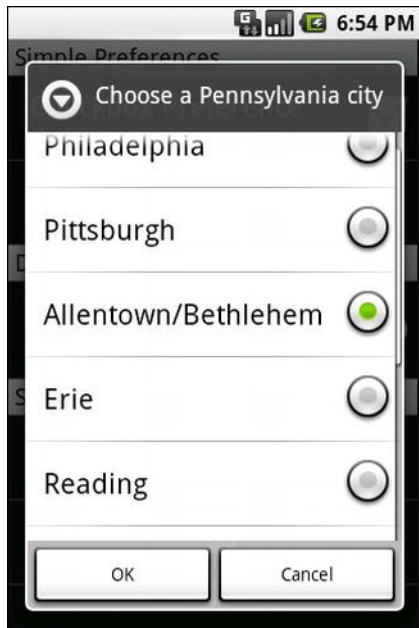 6:54 PM
Simple Preferences
Choose a Pennsylvania city
Philadelphia
Pittsburgh
Allentown/Bethlehem
Erie
Reading
OK
Cancel